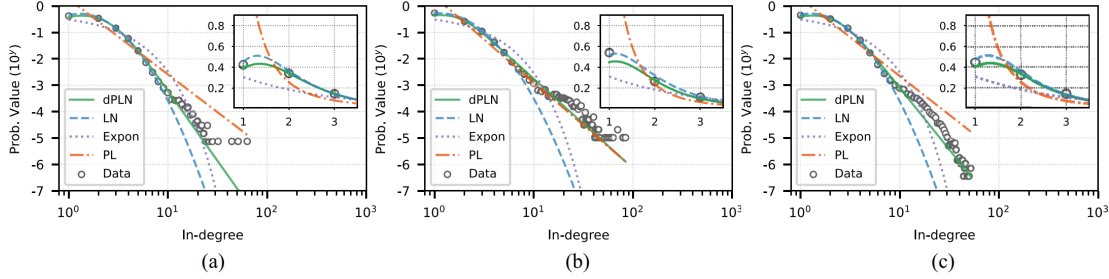 0
-1
-2
-3
-4
-5
-6
-7
Prob. Value (10^y)
10^0
10^1
10^2
10^3
In-degree
dPLN
LN
Expon
PL
Data
0.8
0.6
0.4
0.2
1
2
3
(a)
0
-1
-2
-3
-4
-5
-6
-7
Prob. Value (10^y)
10^0
10^1
10^2
10^3
In-degree
dPLN
LN
Expon
PL
Data
0.8
0.6
0.4
0.2
1
2
3
(b)
0
-1
-2
-3
-4
-5
-6
-7
Prob. Value (10^y)
10^0
10^1
10^2
10^3
In-degree
dPLN
LN
Expon
PL
Data
0.8
0.6
0.4
0.2
1
2
3
(c)